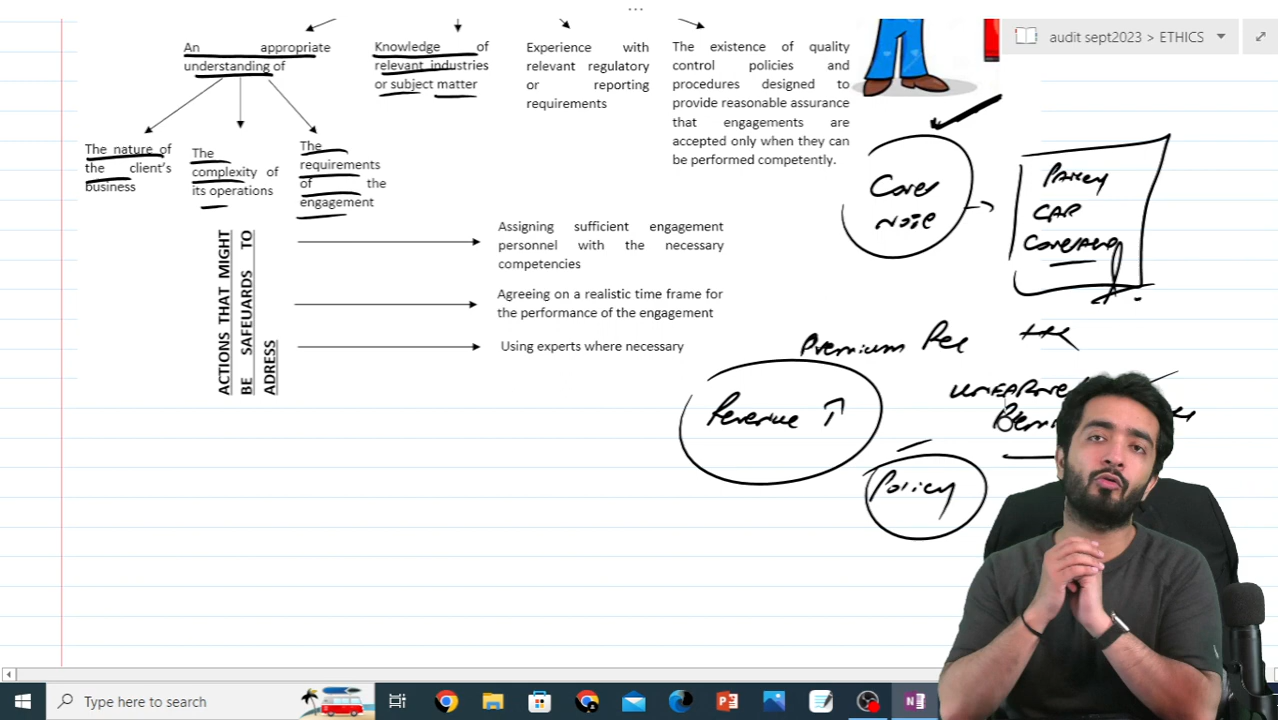 audit sept2023 > ETHICS
An appropriate
understanding of
Knowledge of
relevant industries
or subject matter
Experience with
relevant regulatory
or reporting
requirements
The existence of quality
control policies and
procedures designed to
provide reasonable assurance
that engagements are
accepted only when they can
be performed competently.
The nature of
the client's
business
The
complexity of
its operations
The
requirements
of the
engagement
ACTIONS THAT MIGHT
BE SAFEUARDS TO
ADRESS
Assigning sufficient engagement
personnel with the necessary
competencies
Agreeing on a realistic time frame for
the performance of the engagement
Using experts where necessary
Cover
Note
CAR
Premium Rec
Revenue ↑
Policy
Type here to search